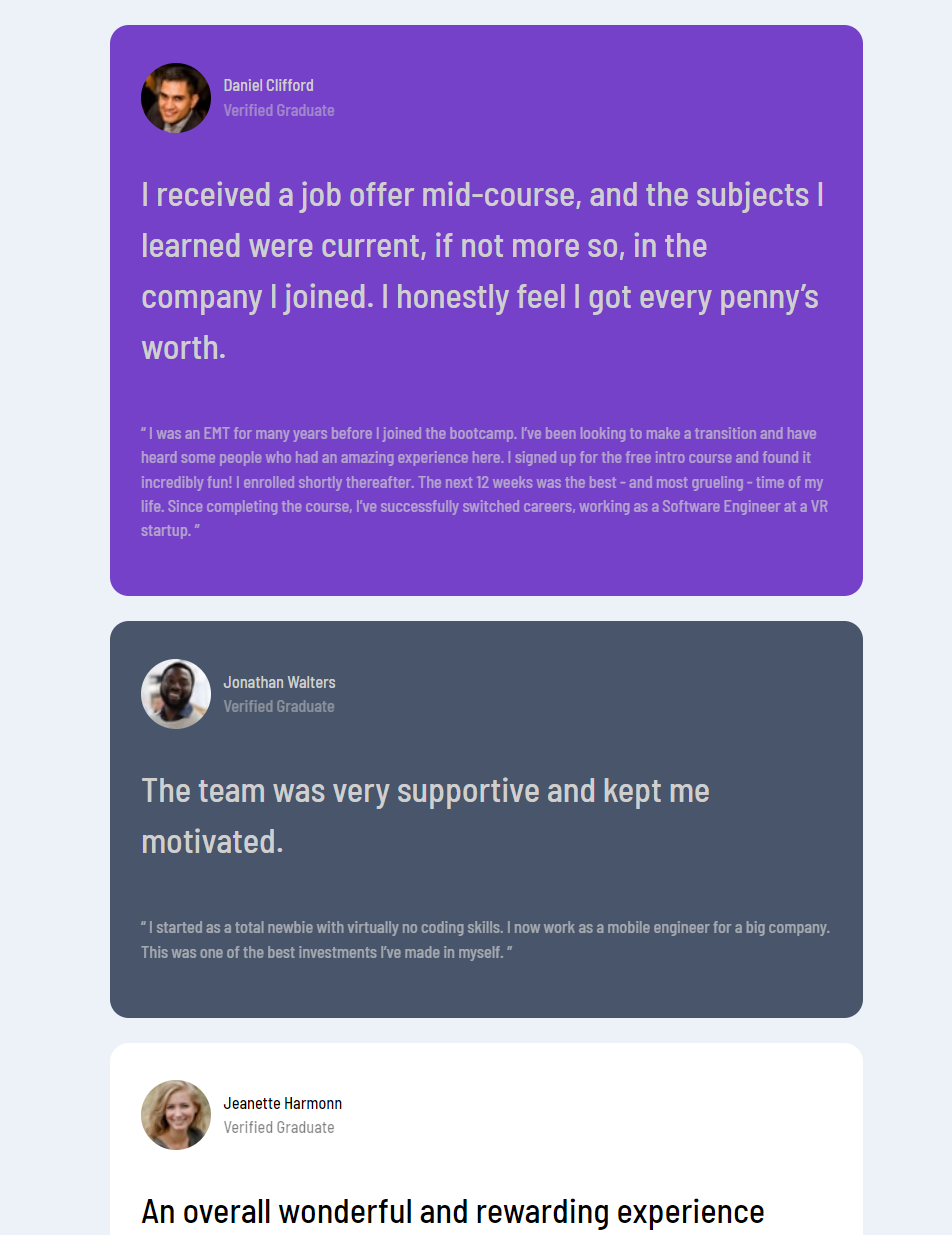 Daniel Clifford
Verified Graduate
I received a job offer mid-course, and the subjects I
learned were current, if not more so, in the
company I joined. I honestly feel I got every penny’s
worth.
“ I was an EMT for many years before I joined the bootcamp. I’ve been looking to make a transition and have
heard some people who had an amazing experience here. I signed up for the free intro course and found it
incredibly fun! I enrolled shortly thereafter. The next 12 weeks was the best - and most grueling - time of my
life. Since completing the course, I’ve successfully switched careers, working as a Software Engineer at a VR
startup. ”
Jonathan Walters
Verified Graduate
The team was very supportive and kept me
motivated.
“ I started as a total newbie with virtually no coding skills. I now work as a mobile engineer for a big company.
This was one of the best investments I’ve made in myself. ”
Jeanette Harmonn
Verified Graduate
An overall wonderful and rewarding experience